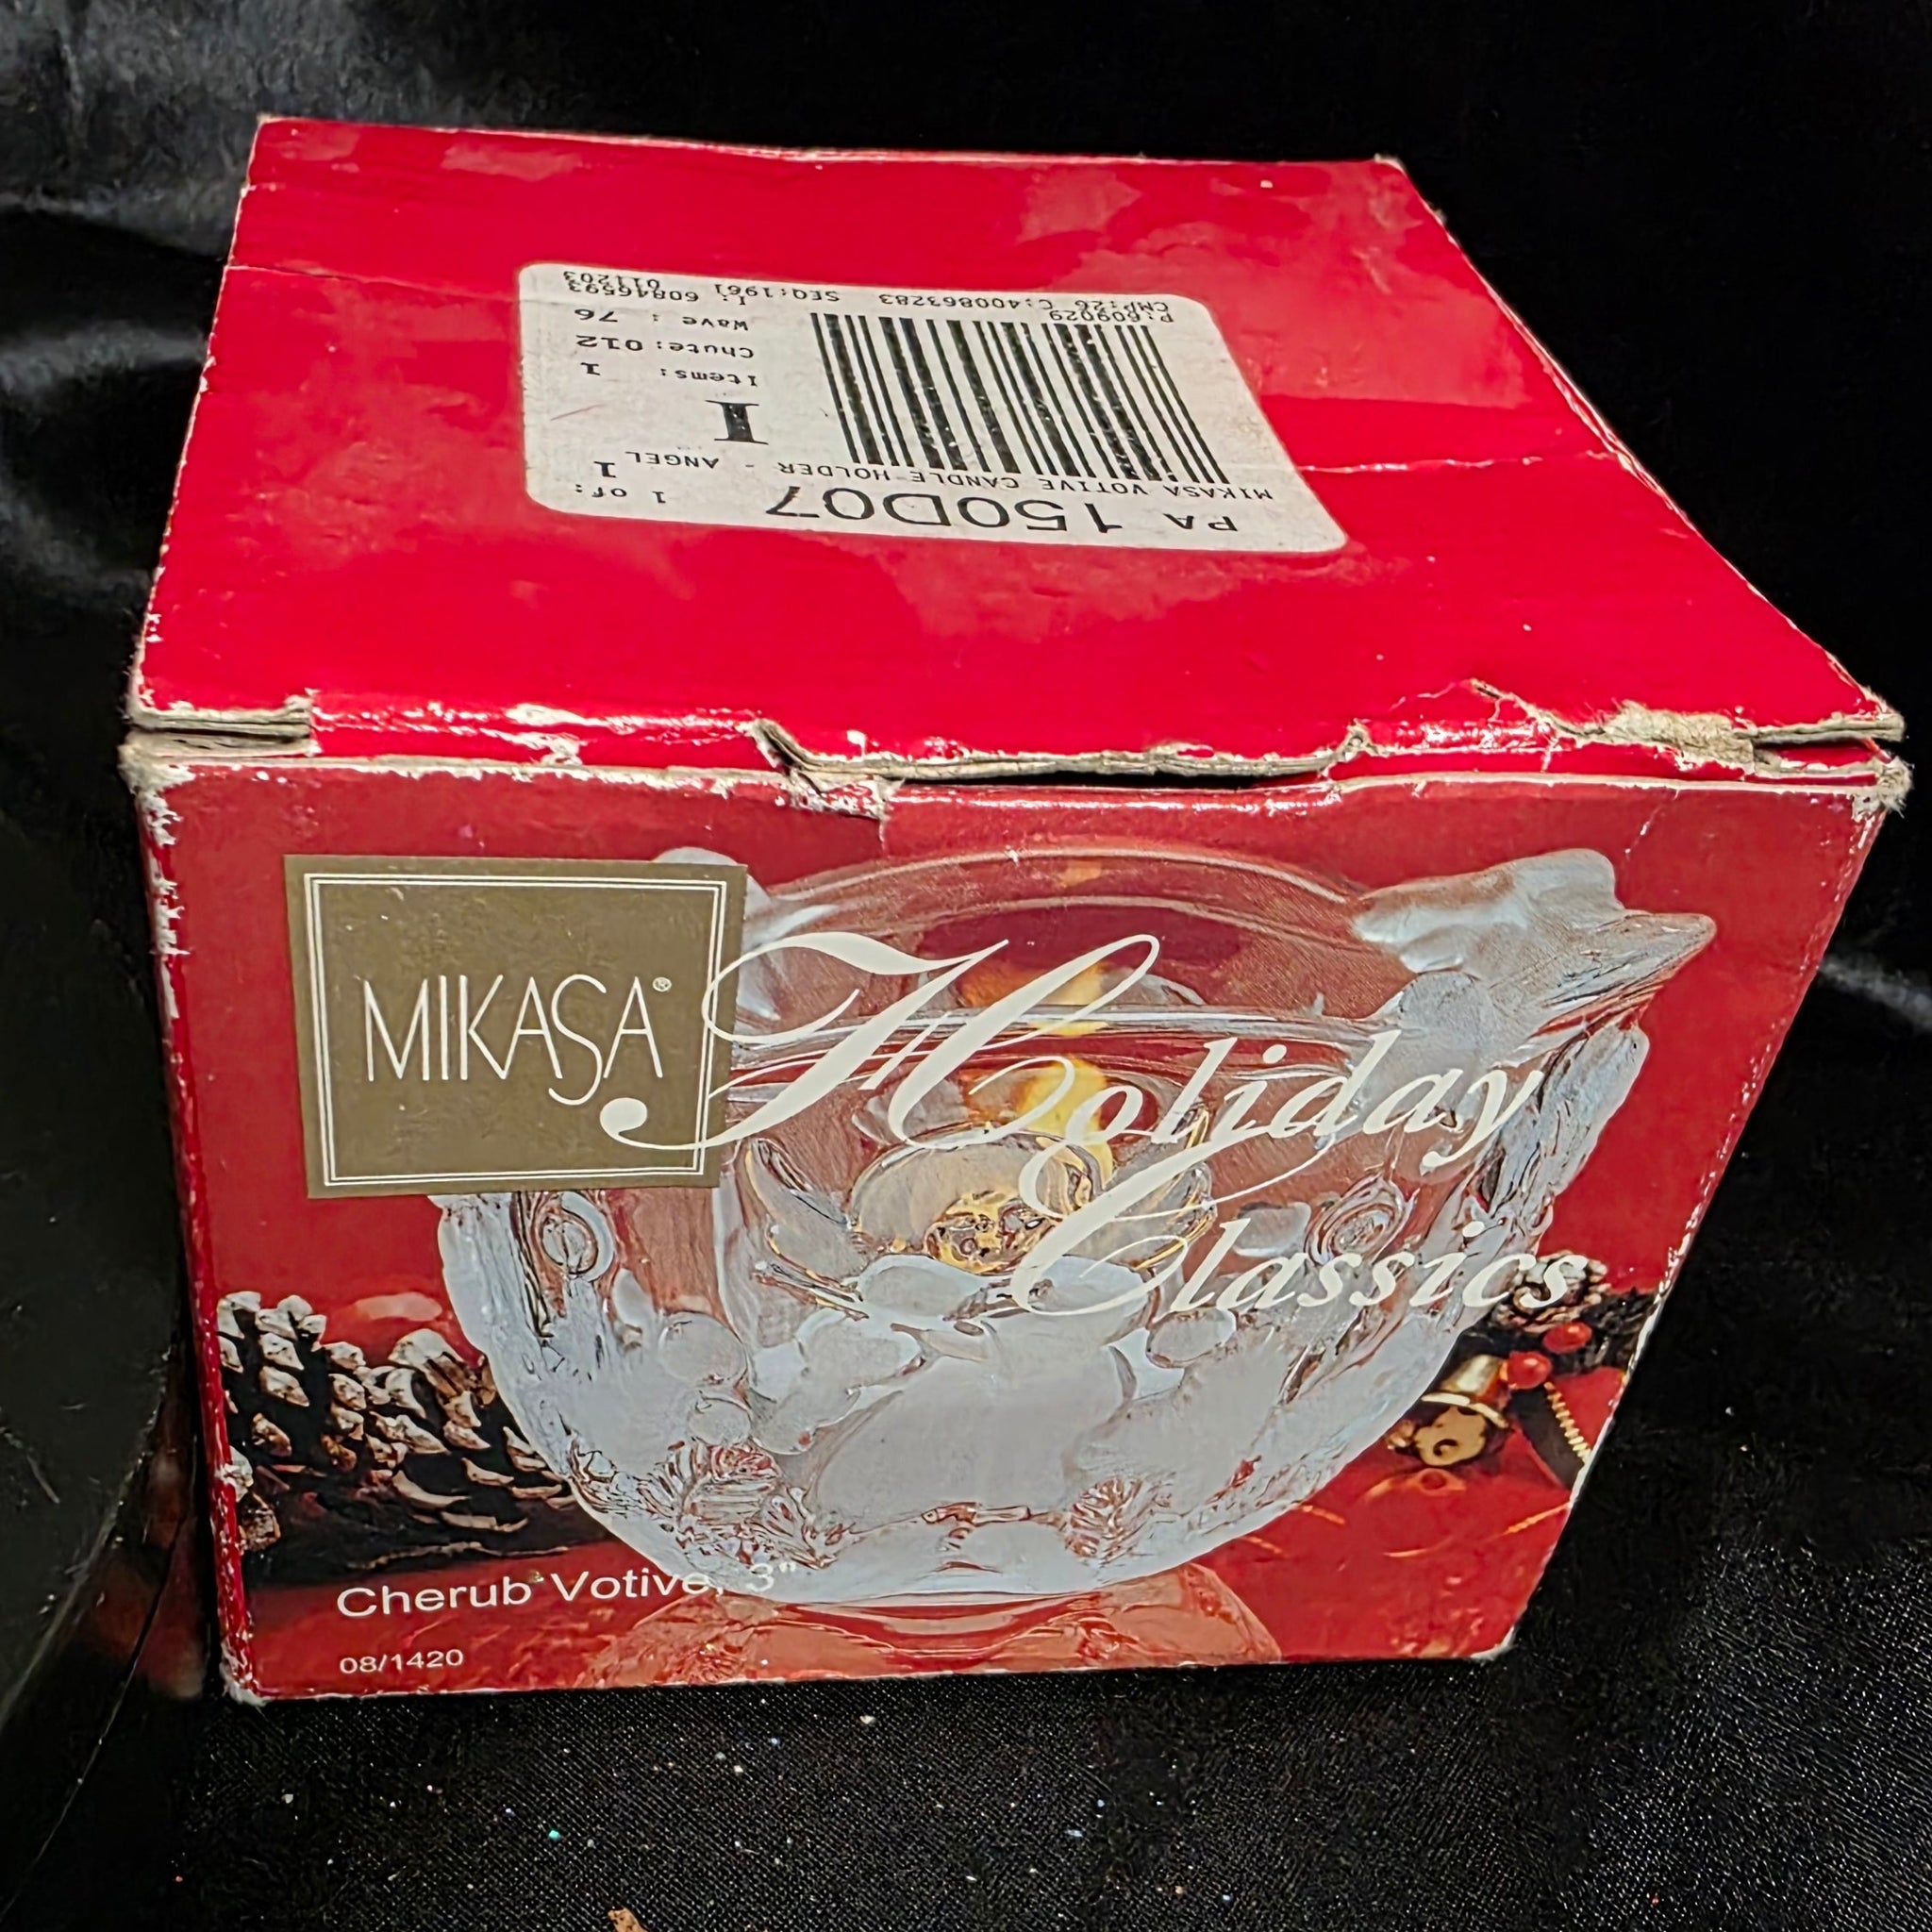 PA 150D07
1 of: 1
MIKASA VOTIVE CANDLE HOLDER - ANGEL
I
Items: 1
Chute: 012
Wave : 76
P:609029
I: 60846593
CMP:26 C:400863283 SEQ:1961 011203
MIKASA®
Holiday
Classics
Cherub Votive, 3"
08/1420